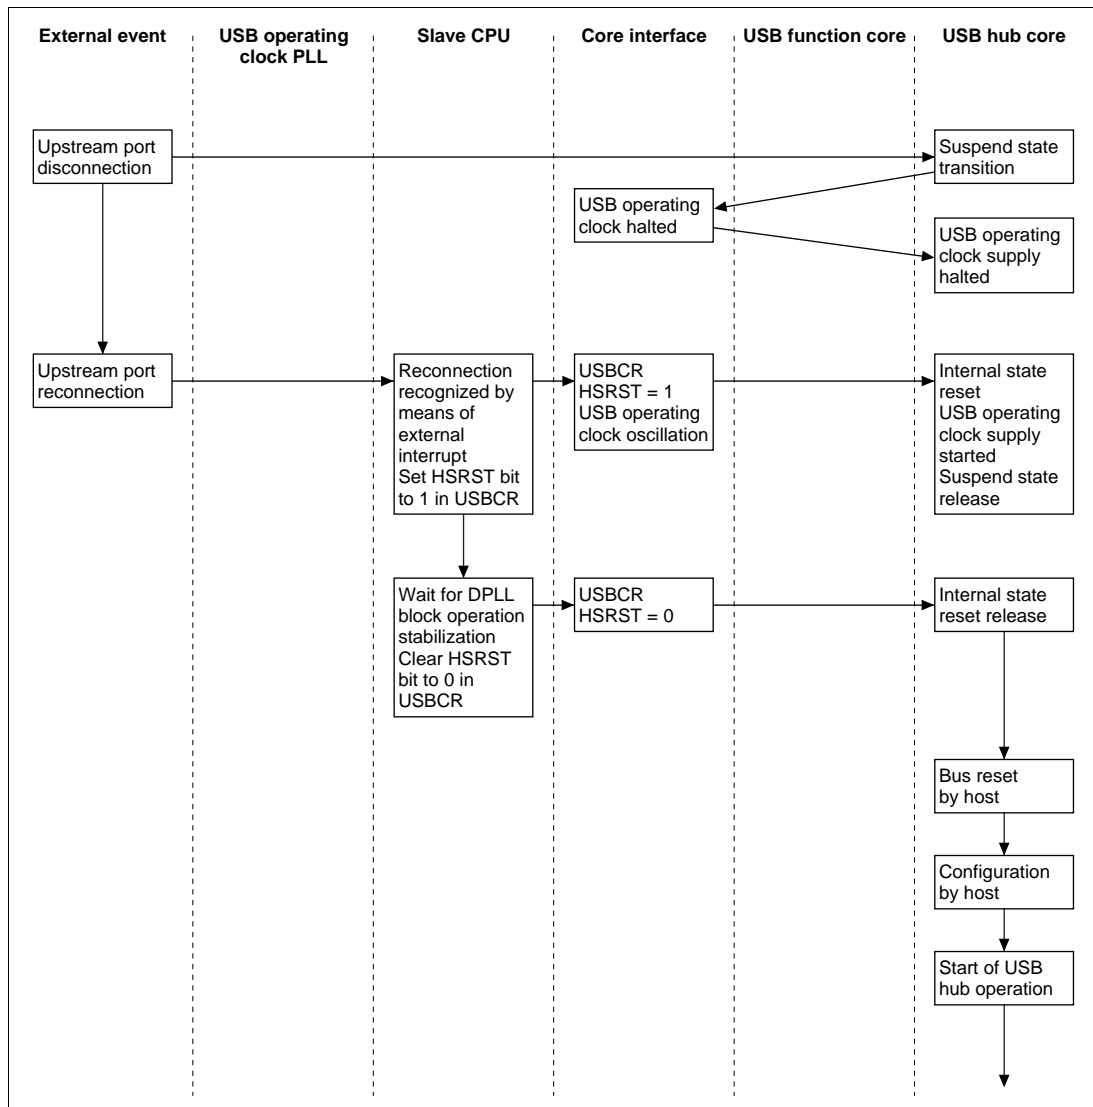 External event
USB operating
clock PLL
Slave CPU
Core interface
USB function core
USB hub core
Upstream port
disconnection
Suspend state
transition
USB operating
clock halted
USB operating
clock supply
halted
Upstream port
reconnection
Reconnection
recognized by
means of
external
interrupt
Set HSRST bit
to 1 in USBCR
USBCR
HSRST = 1
USB operating
clock oscillation
Internal state
reset
USB operating
clock supply
started
Suspend state
release
Wait for DPLL
block operation
stabilization
Clear HSRST
bit to 0 in
USBCR
USBCR
HSRST = 0
Internal state
reset release
Bus reset
by host
Configuration
by host
Start of USB
hub operation